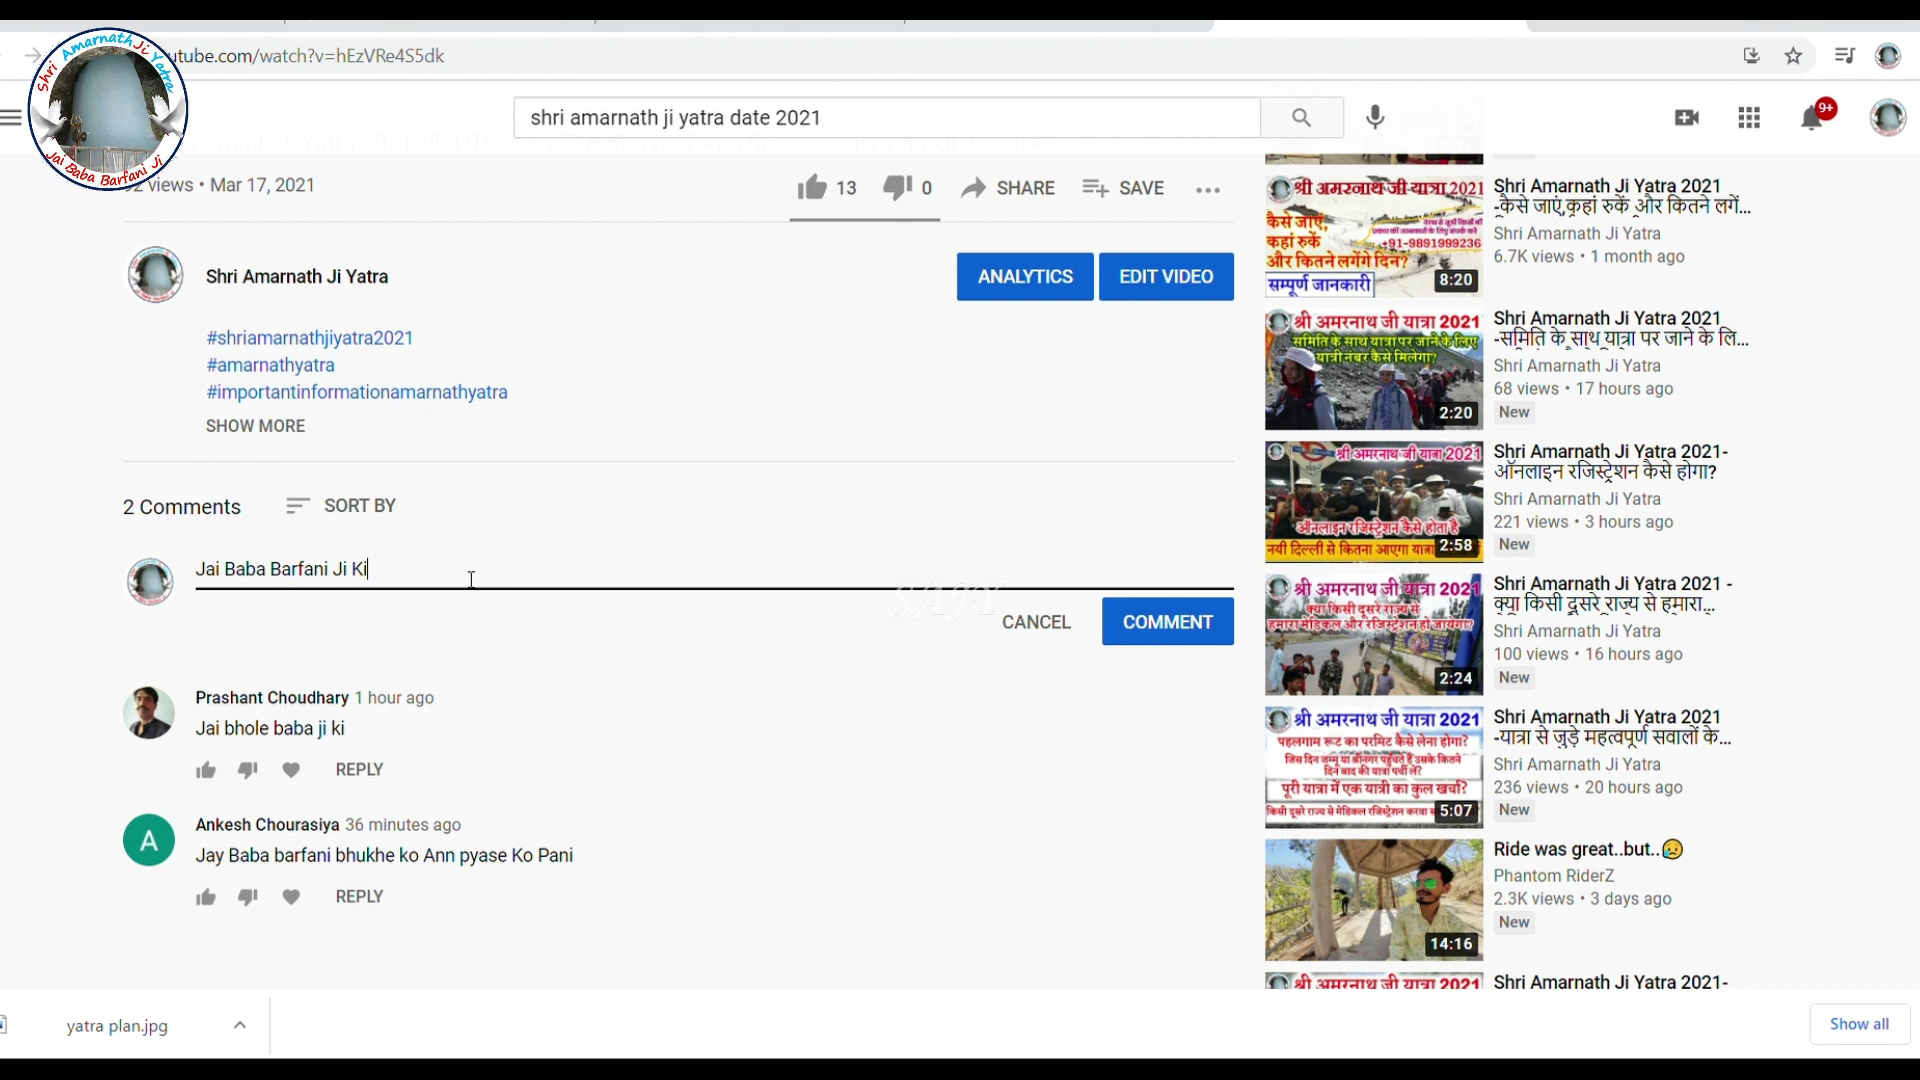 Shri Amarnath Ji Yatra
Jai Baba Barfani Ji
utube.com/watch?v=hEzVRe4S5dk
shri amarnath ji yatra date 2021
9+
views • Mar 17, 2021
13
0
SHARE
SAVE
Shri Amarnath Ji Yatra
ANALYTICS
EDIT VIDEO
#shriamarnathjiyatra2021
#amarnathyatra
#importantinformationamarnathyatra
SHOW MORE
2 Comments
SORT BY
Jai Baba Barfani Ji Ki
SAJY
CANCEL
COMMENT
Prashant Choudhary 1 hour ago
Jai bhole baba ji ki
REPLY
A
Ankesh Chourasiya 36 minutes ago
Jay Baba barfani bhukhe ko Ann pyase Ko Pani
REPLY
श्री अमरनाथ जी यात्रा 2021
कैसे जाएं,
कहां रुकें
+91-9891999236
और कितने लगेंगे दिन?
सम्पूर्ण जानकारी
8:20
Shri Amarnath Ji Yatra 2021
-कैसे जाएं,कहां रुकें और कितने लगें...
Shri Amarnath Ji Yatra
6.7K views • 1 month ago
श्री अमरनाथ जी यात्रा 2021
समिति के साथ यात्रा पर जाने के लिए
यात्री नंबर कैसे मिलेगा?
2:20
Shri Amarnath Ji Yatra 2021
-समिति के साथ यात्रा पर जाने के लि...
Shri Amarnath Ji Yatra
68 views • 17 hours ago
New
श्री अमरनाथ जी यात्रा 2021
ऑनलाइन रजिस्ट्रेशन कैसे होता है
नयी दिल्ली से कितना आएगा यात्रा
2:58
Shri Amarnath Ji Yatra 2021-
ऑनलाइन रजिस्ट्रेशन कैसे होगा?
Shri Amarnath Ji Yatra
221 views • 3 hours ago
New
श्री अमरनाथ जी यात्रा 2021
क्या किसी दूसरे राज्य से
हमारा मेडिकल और रजिस्ट्रेशन हो जायेगा?
2:24
Shri Amarnath Ji Yatra 2021 -
क्या किसी दूसरे राज्य से हमारा...
Shri Amarnath Ji Yatra
100 views • 16 hours ago
New
श्री अमरनाथ जी यात्रा 2021
पहलगाम रूट का परमिट कैसे लेना होगा?
जिस दिन जम्मू या श्रीनगर पहुंचते हैं उसके कितने
दिन बाद की यात्रा पर्ची लें?
पूरी यात्रा में एक यात्री का कुल खर्चा?
किसी दूसरे राज्य से मेडिकल रजिस्ट्रेशन करवा
5:07
Shri Amarnath Ji Yatra 2021
-यात्रा से जुड़े महत्वपूर्ण सवालों के...
Shri Amarnath Ji Yatra
236 views • 20 hours ago
New
14:16
Ride was great..but..😥
Phantom RiderZ
2.3K views • 3 days ago
New
श्री अमरनाथ जी यात्रा 2021
Shri Amarnath Ji Yatra 2021-
yatra plan.jpg
Show all